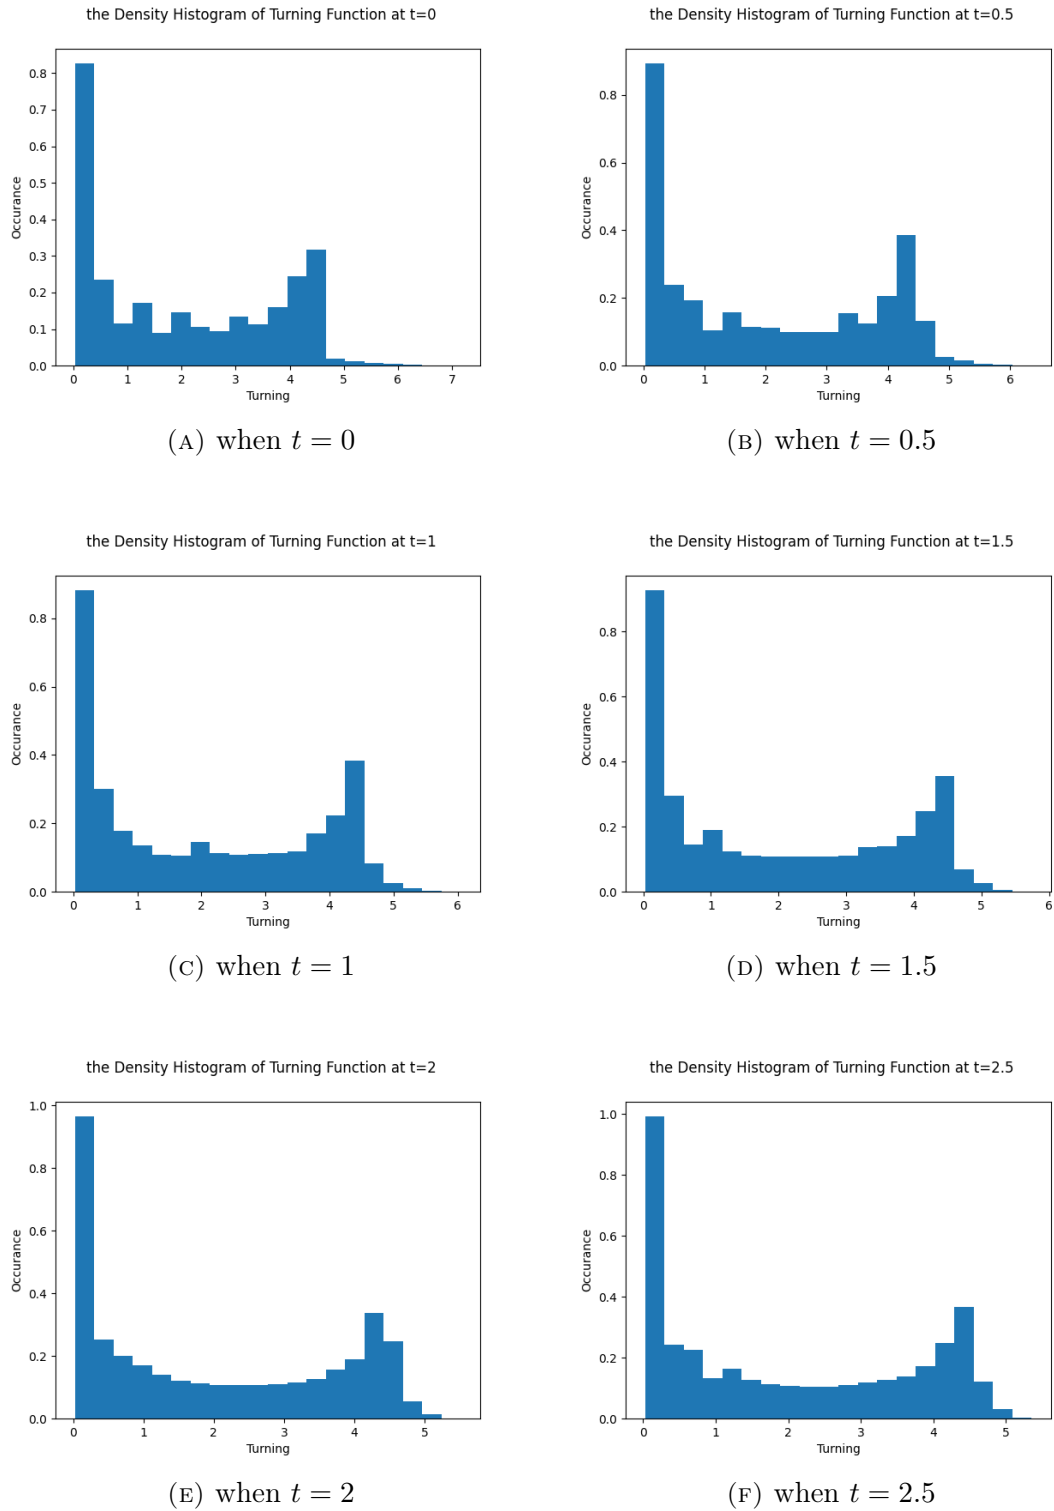 the Density Histogram of Turning Function at t=0
0.8
0.7
0.6
0.5
0.4
0.3
0.2
0.1
0.0
Occurance
0 1 2 3 4 5 6 7
Turning
(A) when t = 0
the Density Histogram of Turning Function at t=0.5
0.8
0.6
0.4
0.2
0.0
Occurance
0 1 2 3 4 5 6
Turning
(B) when t = 0.5
the Density Histogram of Turning Function at t=1
0.8
0.6
0.4
0.2
0.0
Occurance
0 1 2 3 4 5 6
Turning
(C) when t = 1
the Density Histogram of Turning Function at t=1.5
0.8
0.6
0.4
0.2
0.0
Occurance
0 1 2 3 4 5 6
Turning
(D) when t = 1.5
the Density Histogram of Turning Function at t=2
1.0
0.8
0.6
0.4
0.2
0.0
Occurance
0 1 2 3 4 5
Turning
(E) when t = 2
the Density Histogram of Turning Function at t=2.5
1.0
0.8
0.6
0.4
0.2
0.0
Occurance
0 1 2 3 4 5
Turning
(F) when t = 2.5